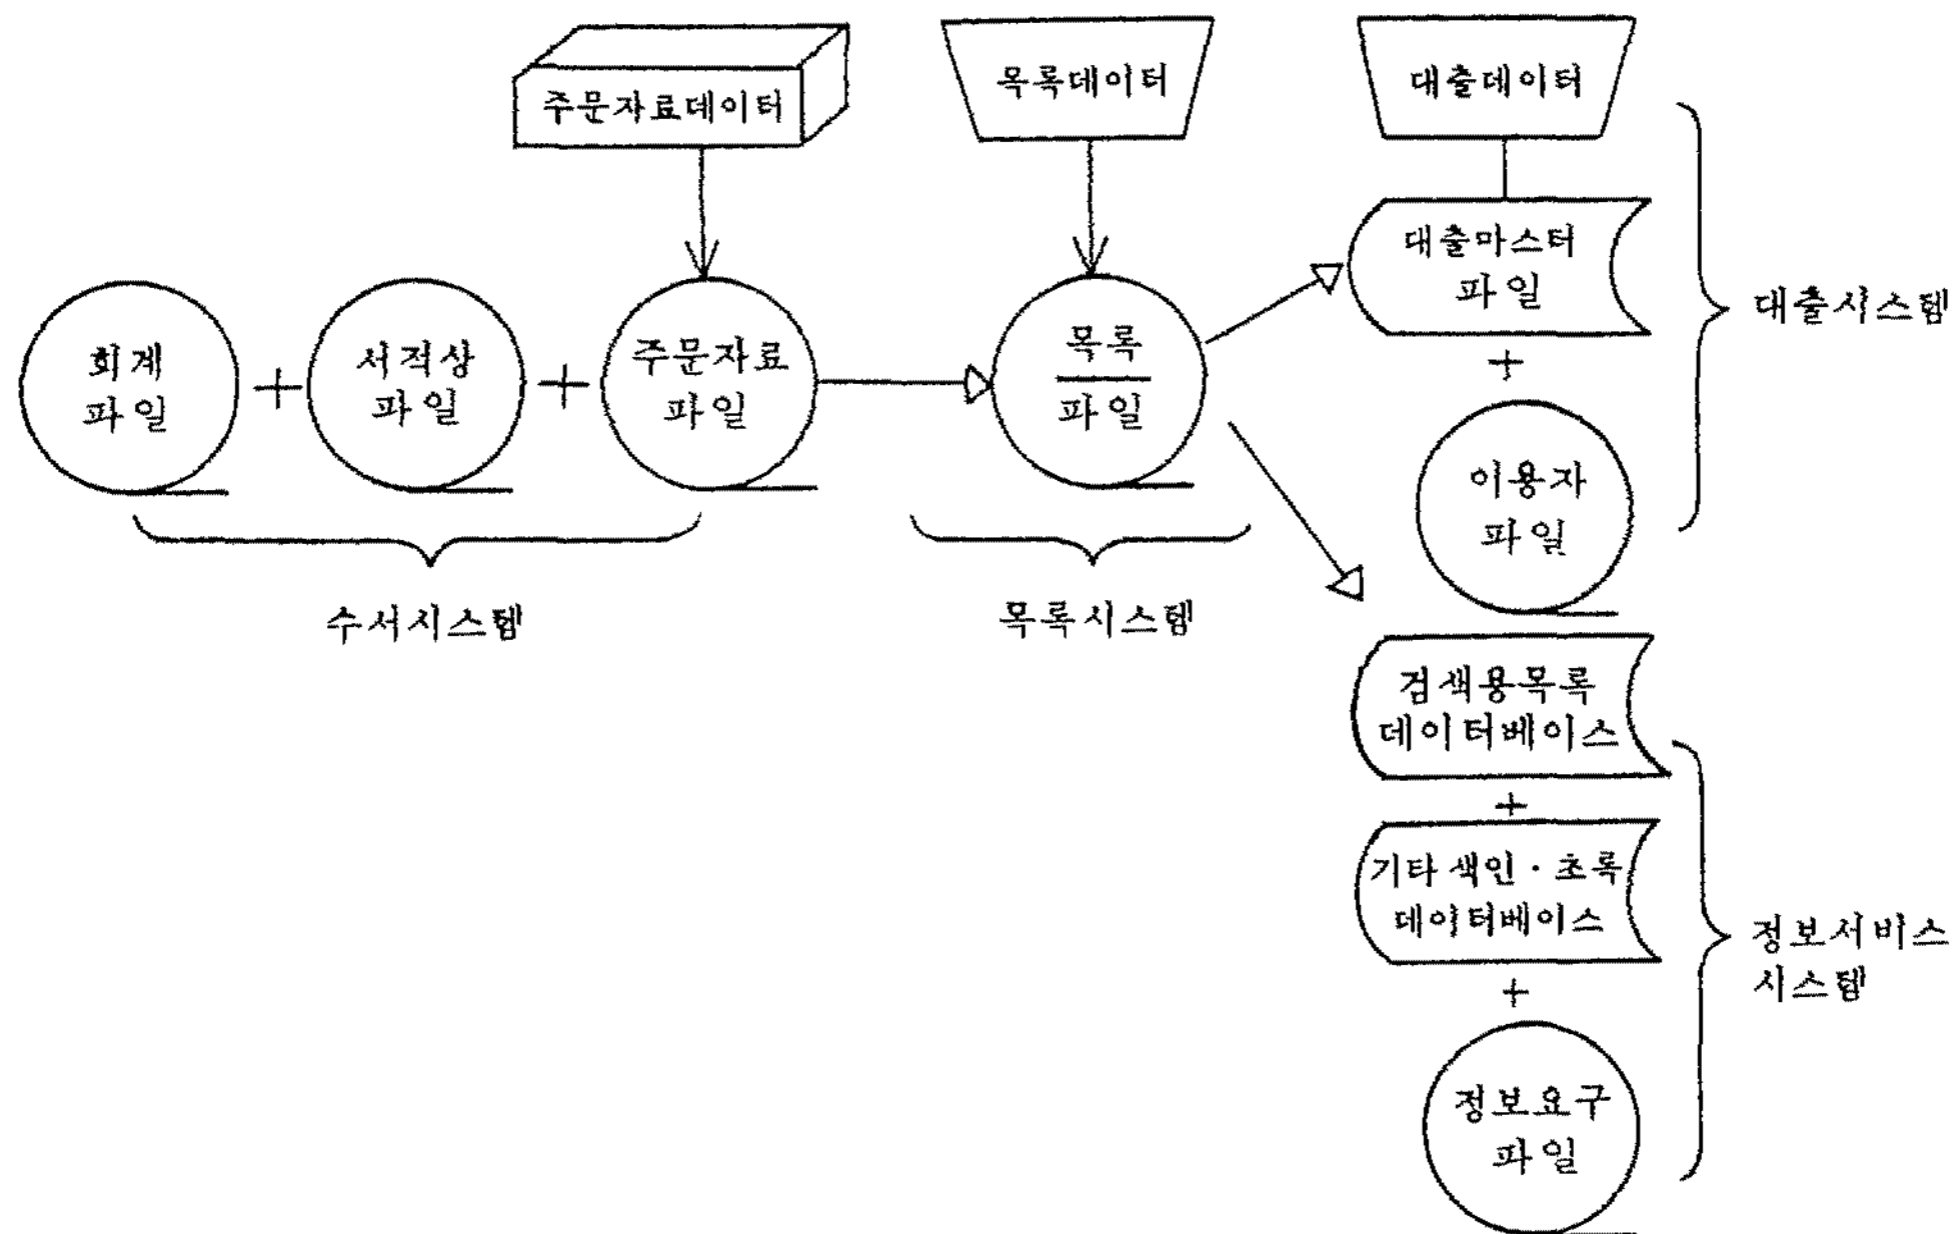 주문자료데이터
목록데이터
대출데이터
대출마스터
파일
대출시스템
회계
파일
+
서적상
파일
+
주문자료
파일
목록
파일
+
이용자
파일
수서시스템
목록시스템
검색용목록
데이터베이스
+
기타색인·초록
데이터베이스
정보서비스
시스템
+
정보요구
파일